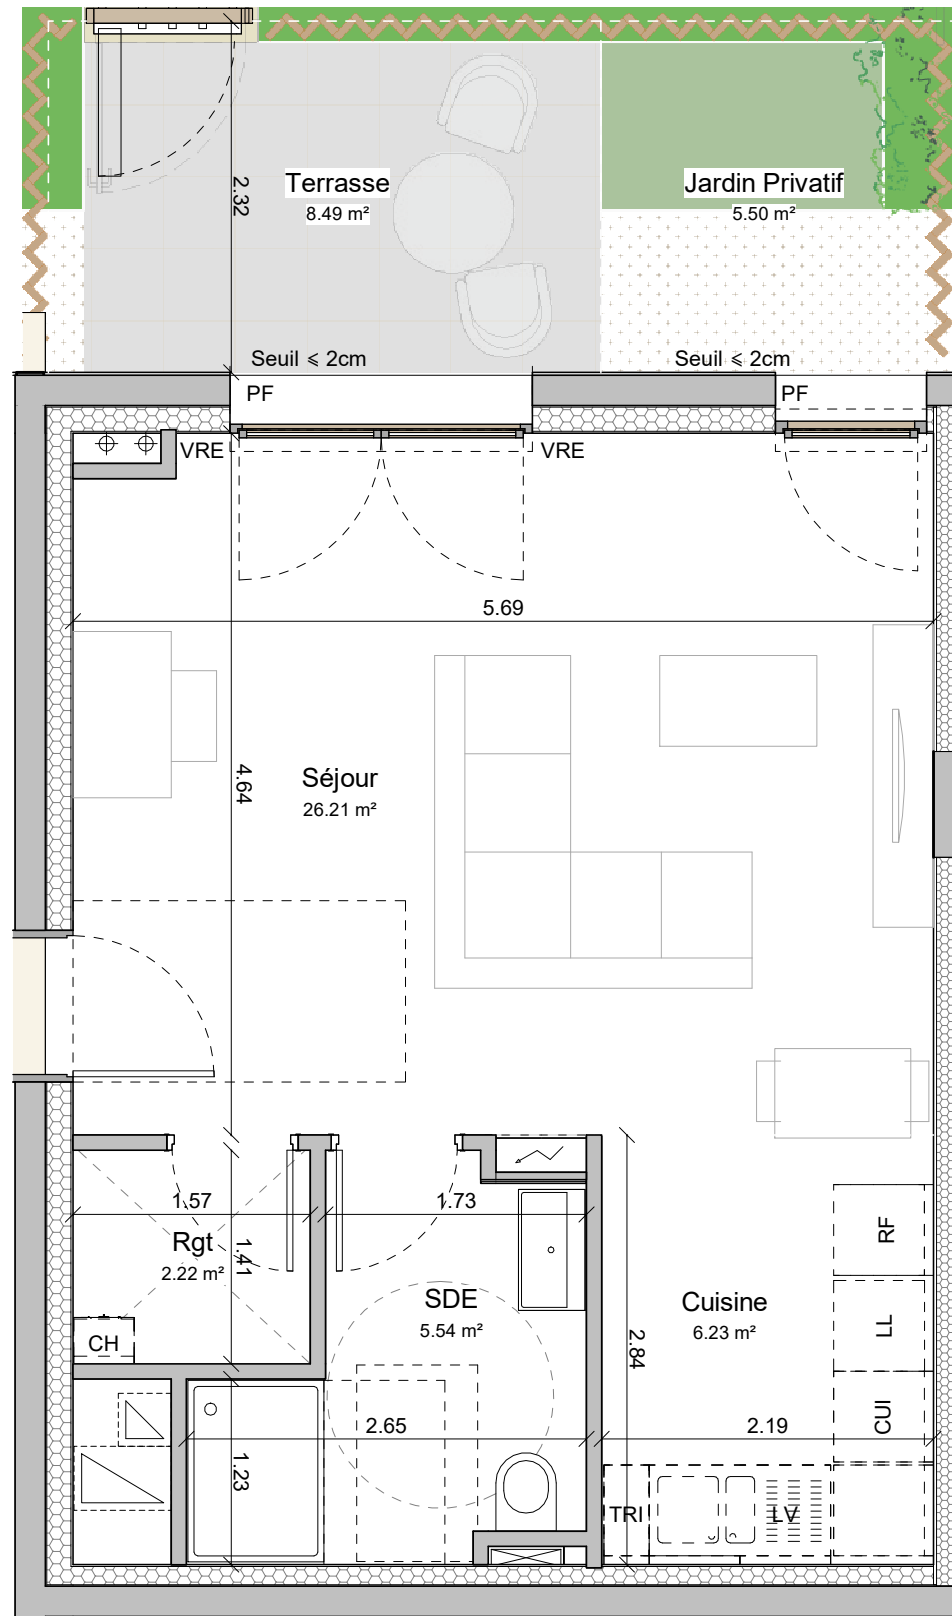 2.32
Terrasse
8.49 m²
Jardin Privatif
5.50 m²
Seuil ⩽ 2cm
Seuil ⩽ 2cm
PF
PF
VRE
VRE
5.69
4.64
Séjour
26.21 m²
1.57
1.73
Rgt
2.22 m²
1.41
RF
SDE
5.54 m²
Cuisine
6.23 m²
LL
CH
2.84
CUI
2.65
2.19
1.23
TRI
LV